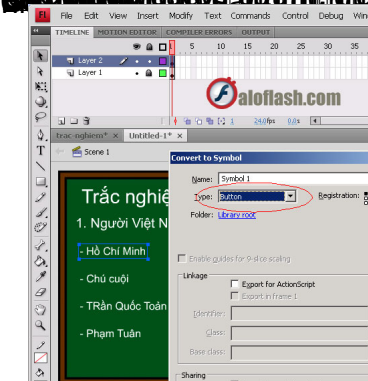 FL File Edit View Insert Modify Text Commands Control Debug
TIMELINE MOTION EDITOR COMPILER ERRORS OUTPUT
1 5 10 15 20 25 30 35
Layer 2
Layer 1
aloflash.com
1 24.0fps 0.0s
trac-nghiem* × Untitled-1* ×
Scene 1
Convert to Symbol
Name: Symbol 1
Type: Button Registration:
Folder: Library root
Trắc
1. Người Việt N
- Hồ Chí Minh
- Chú cuội
- TRần Quốc Toản
- Phạm Tuân
Enable guides for 9-slice scaling
Linkage
Export for ActionScript
Export in frame 1
Identifier:
Class:
Base class:
Sharing